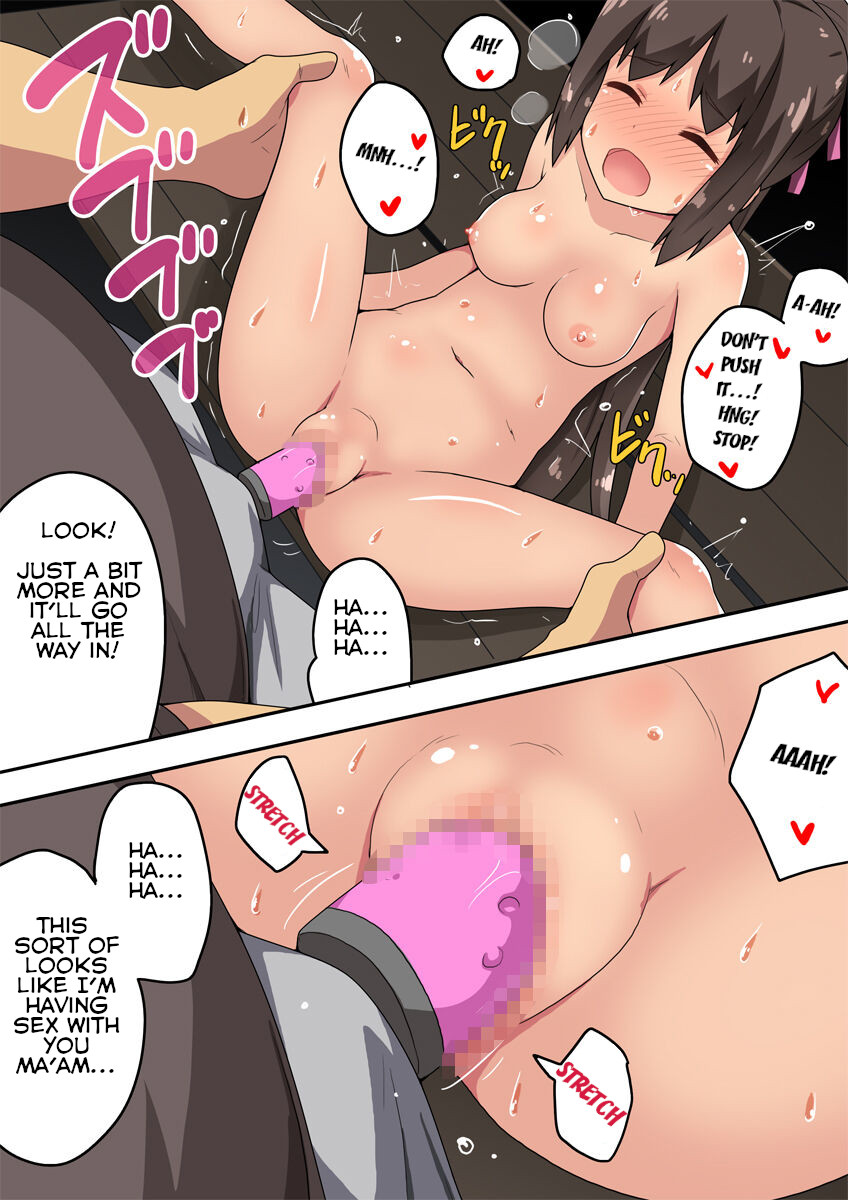 AH!
MNH...!
ビクッ
ズブブブ
A-AH!
DON'T
PUSH
IT...!
HNG!
STOP!
ビクッ
LOOK!
JUST A BIT
MORE AND
IT'LL GO
ALL THE
WAY IN!
HA...
HA...
HA...
AAAH!
STRETCH
HA...
HA...
HA...
THIS
SORT OF
LOOKS
LIKE I'M
HAVING
SEX WITH
YOU
MA'AM...
STRETCH